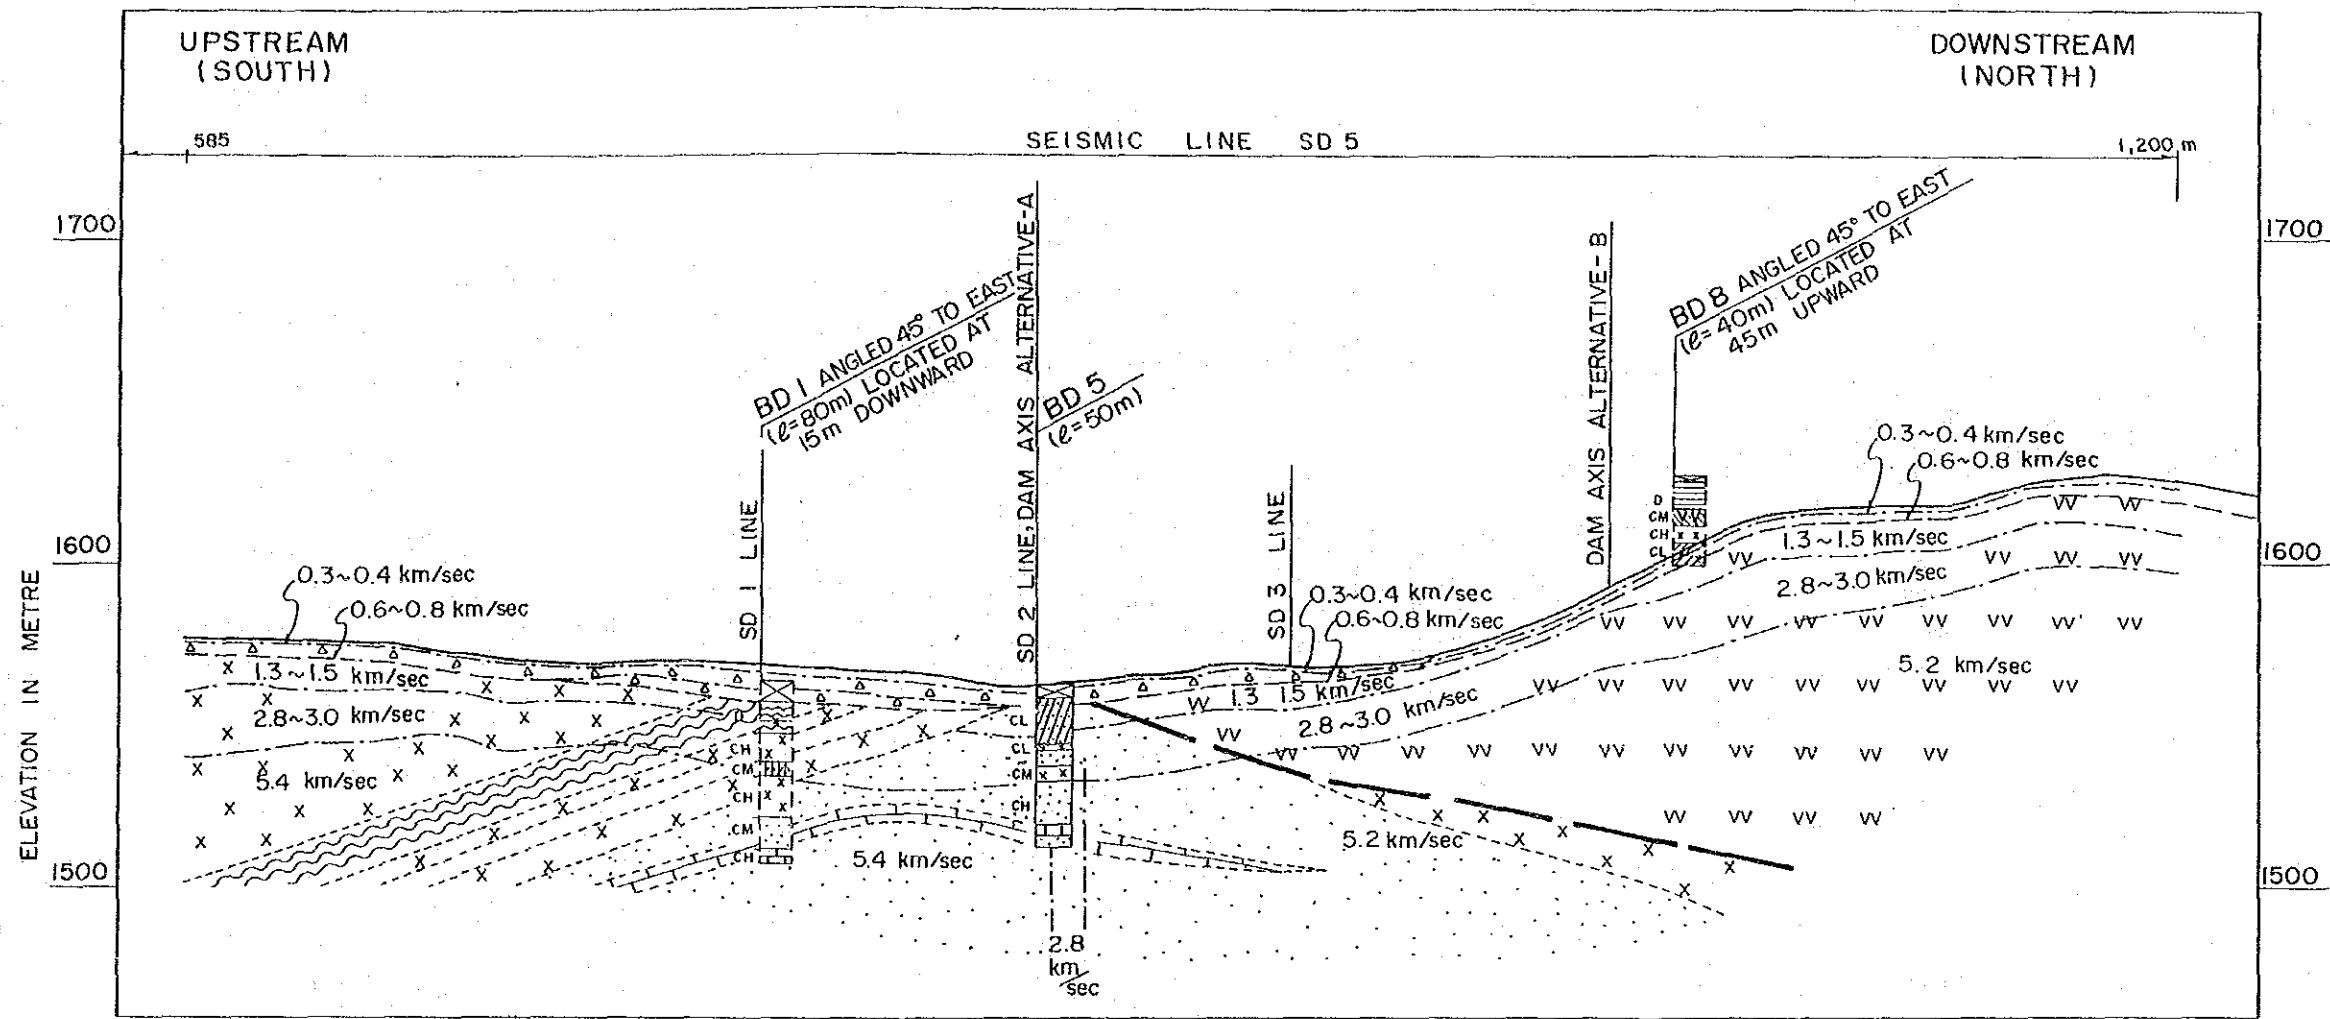 UPSTREAM
(SOUTH)
DOWNSTREAM
(NORTH)
585
SEISMIC LINE SD 5
1,200 m
1700
1700
BD 1 ANGLED 45° TO EAST
(ℓ=80m) LOCATED AT
15m DOWNWARD
SD 2 LINE, DAM AXIS ALTERNATIVE-A
BD 5
(ℓ=50m)
DAM AXIS ALTERNATIVE-B
BD 8 ANGLED 45° TO EAST
(ℓ=40m) LOCATED AT
45m UPWARD
0.3~0.4 km/sec
0.6~0.8 km/sec
SD 1 LINE
SD 3 LINE
D
CM
CH
CL
1.3~1.5 km/sec
2.8~3.0 km/sec
1600
1600
ELEVATION IN METRE
0.3~0.4 km/sec
0.6~0.8 km/sec
0.3~0.4 km/sec
0.6~0.8 km/sec
1.3~1.5 km/sec
2.8~3.0 km/sec
5.4 km/sec
1.3 1.5 km/sec
2.8~3.0 km/sec
5.2 km/sec
CH
CM
CH
CM
CH
CL
CL
CM
CH
5.4 km/sec
5.2 km/sec
1500
1500
2.8
km
/sec